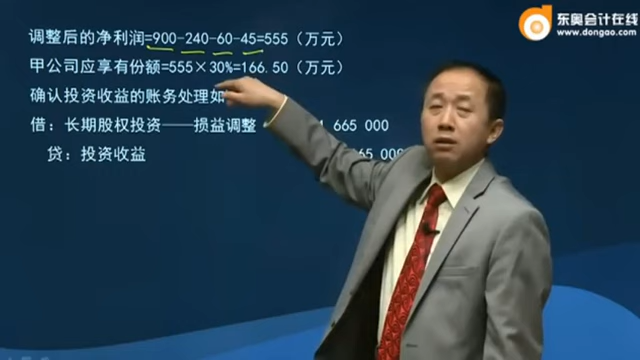 东奥会计在线
www.dongao.com
调整后的净利润=900-240-60-45=555（万元）
甲公司应享有份额=555×30%=166.50（万元）
确认投资收益的账务处理如
借：长期股权投资——损益调整 1 665 000
贷：投资收益